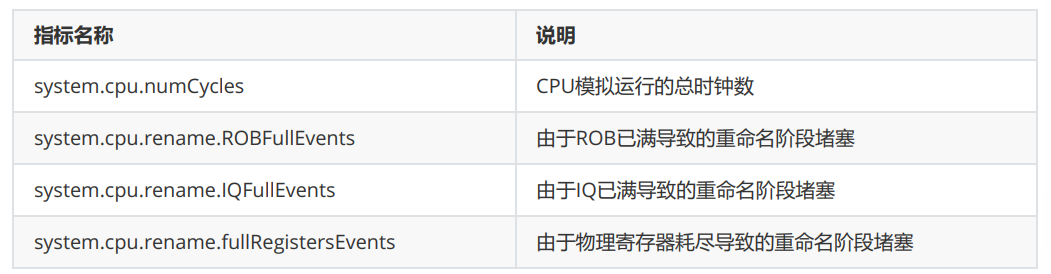 指标名称 说明
system.cpu.numCycles CPU模拟运行的总时钟数
system.cpu.rename.ROBFullEvents 由于ROB已满导致的重命名阶段堵塞
system.cpu.rename.IQFullEvents 由于IQ已满导致的重命名阶段堵塞
system.cpu.rename.fullRegistersEvents 由于物理寄存器耗尽导致的重命名阶段堵塞